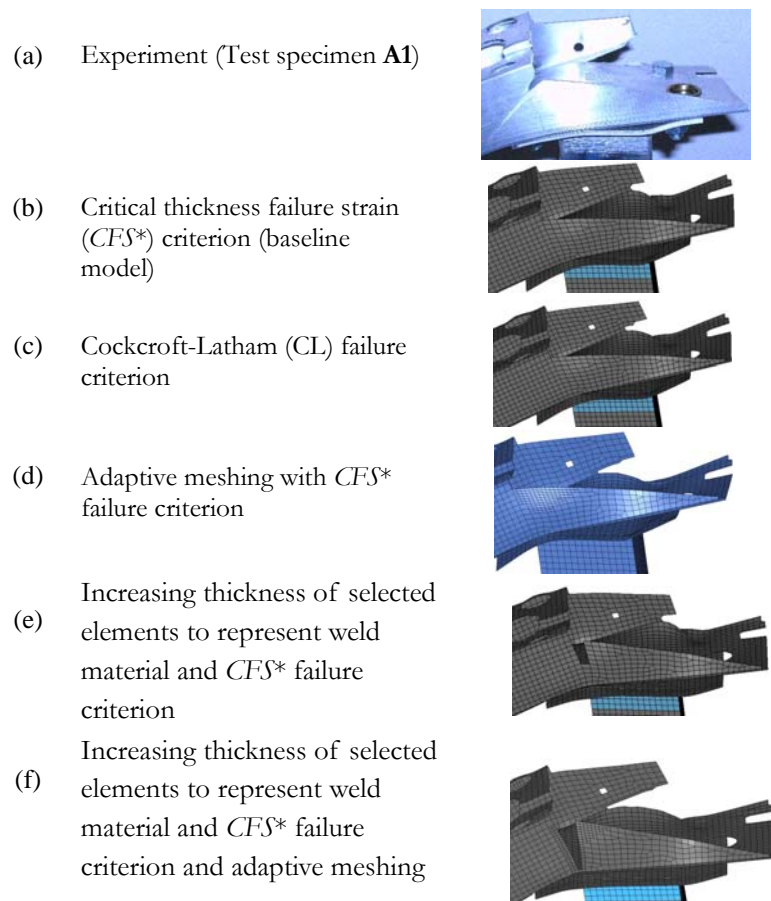 (a) Experiment (Test specimen A1)
(b) Critical thickness failure strain
(CFS*) criterion (baseline
model)
(c) Cockcroft-Latham (CL) failure
criterion
(d) Adaptive meshing with CFS*
failure criterion
(e) Increasing thickness of selected
elements to represent weld
material and CFS* failure
criterion
(f) Increasing thickness of selected
elements to represent weld
material and CFS* failure
criterion and adaptive meshing